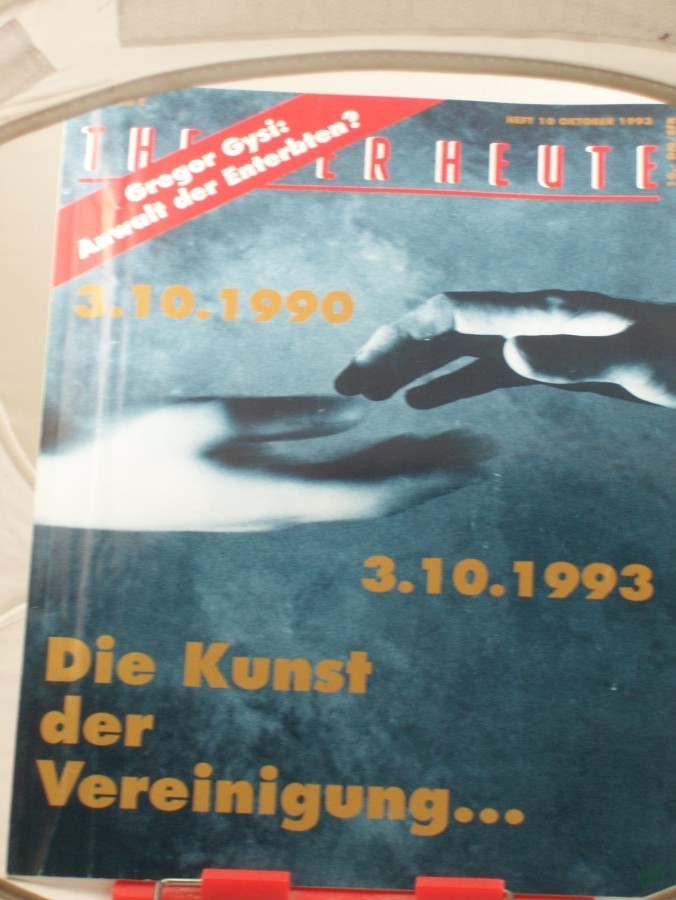 HEFT 10 OKTOBER 1993
THE ER HEUTE
Gregor Gysi:
Anwalt der Enterbten?
3.10.1990
3.10.1993
Die Kunst
der
Vereinigung...